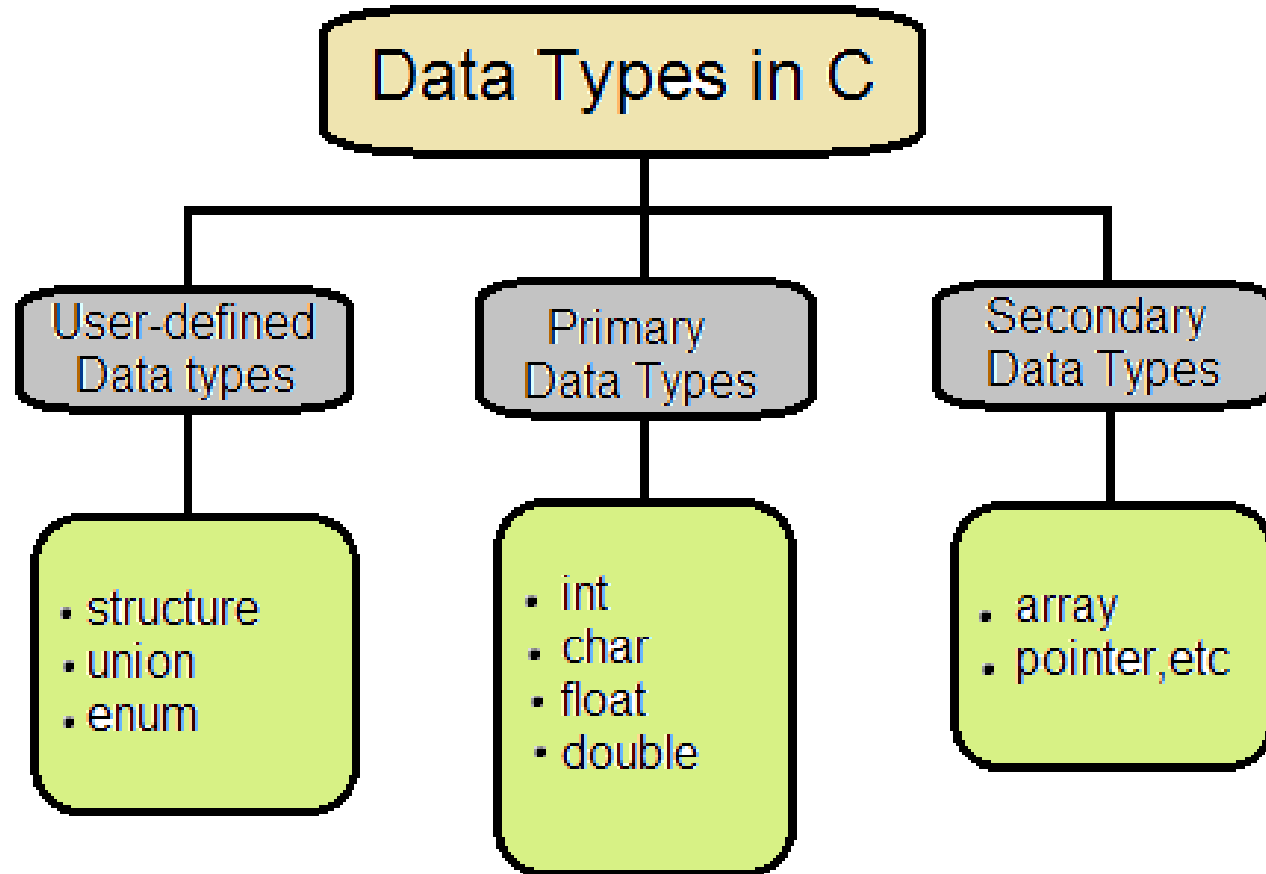 Data Types in C
User-defined
Data types
Primary
Data Types
Secondary
Data Types
• structure
• union
• enum
• int
• char
• float
• double
• array
• pointer,etc